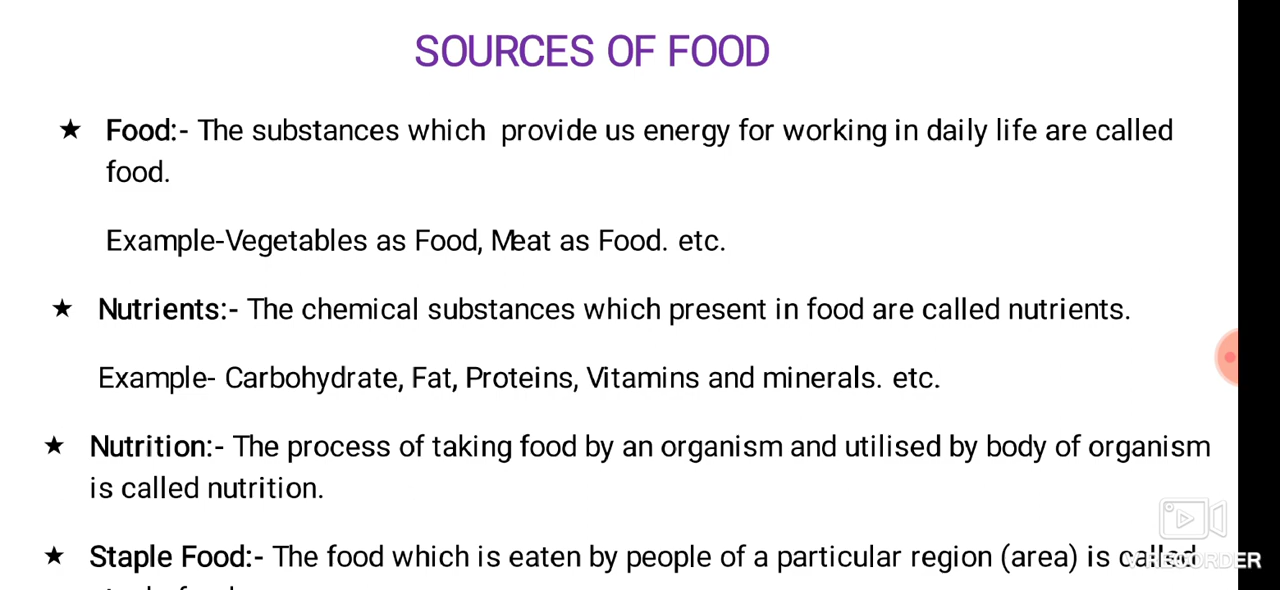 SOURCES OF FOOD
★ Food:- The substances which provide us energy for working in daily life are called
food.
Example-Vegetables as Food, Meat as Food. etc.
★ Nutrients:- The chemical substances which present in food are called nutrients.
Example- Carbohydrate, Fat, Proteins, Vitamins and minerals. etc.
★ Nutrition:- The process of taking food by an organism and utilised by body of organism
is called nutrition.
★ Staple Food:- The food which is eaten by people of a particular region (area) is called
V RECORDER